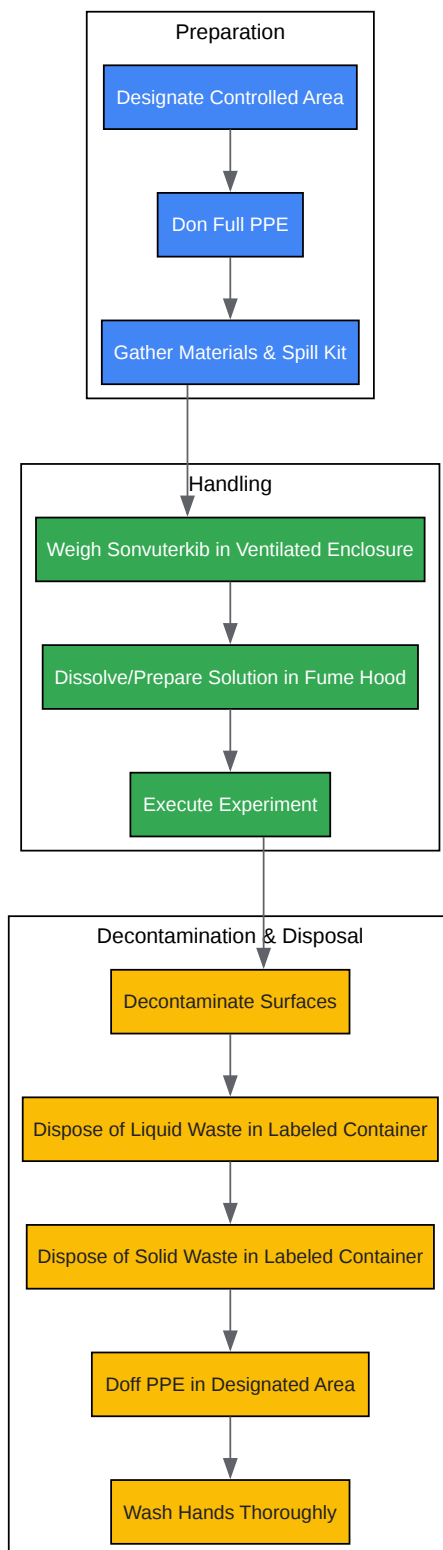 Preparation
Designate Controlled Area
Don Full PPE
Gather Materials & Spill Kit
Handling
Weigh Sonvuterkib in Ventilated Enclosure
Dissolve/Prepare Solution in Fume Hood
Execute Experiment
Decontamination & Disposal
Decontaminate Surfaces
Dispose of Liquid Waste in Labeled Container
Dispose of Solid Waste in Labeled Container
Doff PPE in Designated Area
Wash Hands Thoroughly